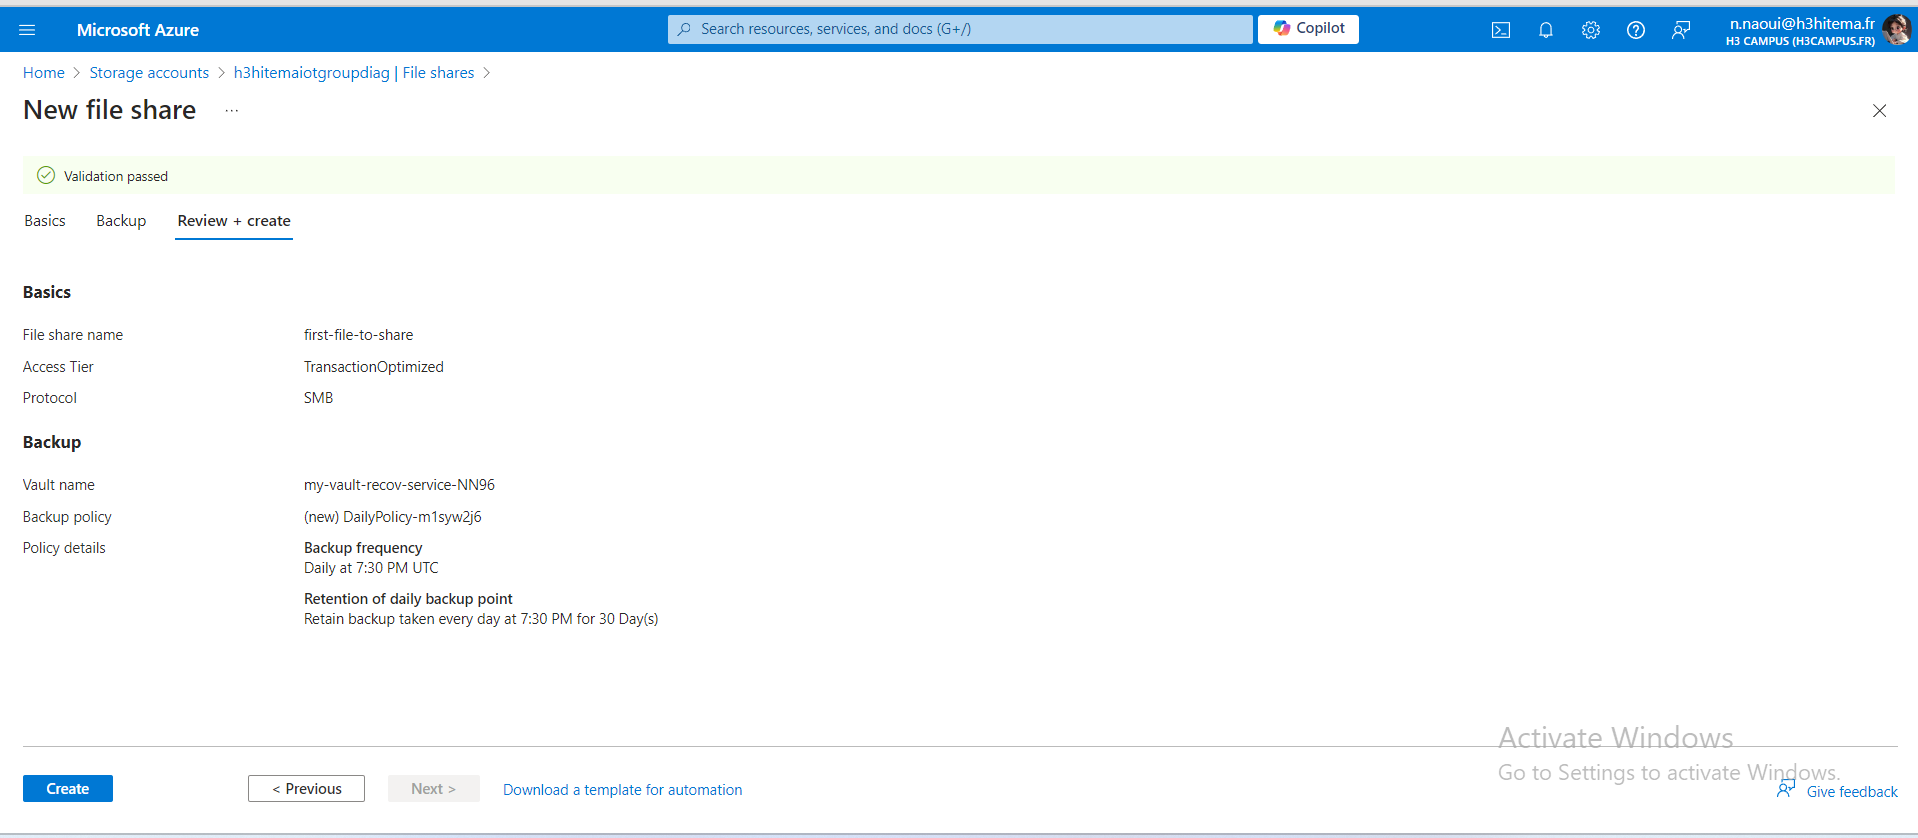 Microsoft Azure
Search resources, services, and docs (G+/)
Copilot
n.naoui@h3hitema.fr
H3 CAMPUS (H3CAMPUS.FR)
Home > Storage accounts > h3hitemaiotgroupdiag | File shares >
New file share ...
Validation passed
Basics Backup Review + create
Basics
File share name first-file-to-share
Access Tier TransactionOptimized
Protocol SMB
Backup
Vault name my-vault-recov-service-NN96
Backup policy (new) DailyPolicy-m1syw2j6
Policy details Backup frequency
Daily at 7:30 PM UTC
Retention of daily backup point
Retain backup taken every day at 7:30 PM for 30 Day(s)
Activate Windows
Go to Settings to activate Windows.
Create < Previous Next > Download a template for automation Give feedback